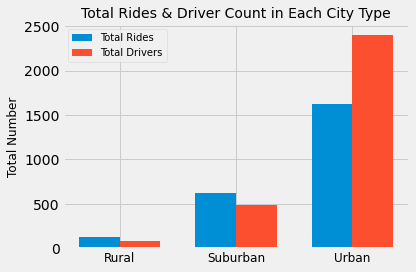 Total Rides & Driver Count in Each City Type
Total Rides
Total Drivers
Total Number
2500
2000
1500
1000
500
0
Rural
Suburban
Urban